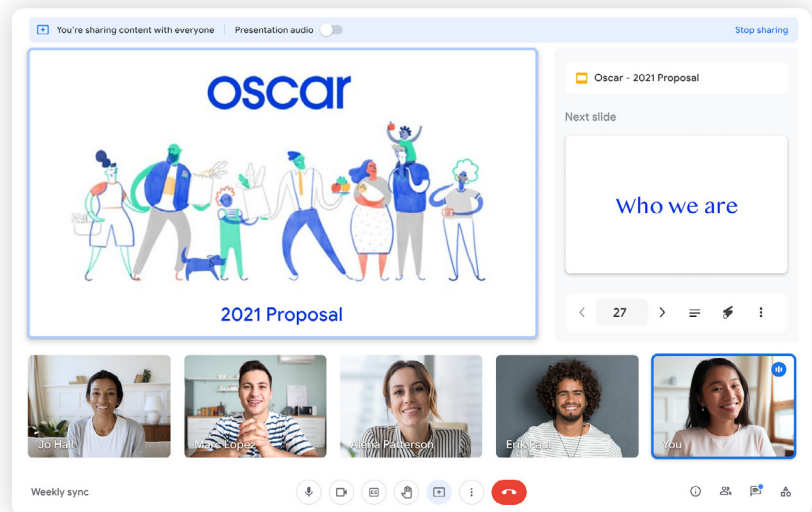 You're sharing content with everyone
Presentation audio
Stop sharing
oscar
2021 Proposal
Oscar - 2021 Proposal
Next slide
Who we are
27
Jo Hall
Marc Lopez
Alena Patterson
Erik Paul
You
Weekly sync
CC